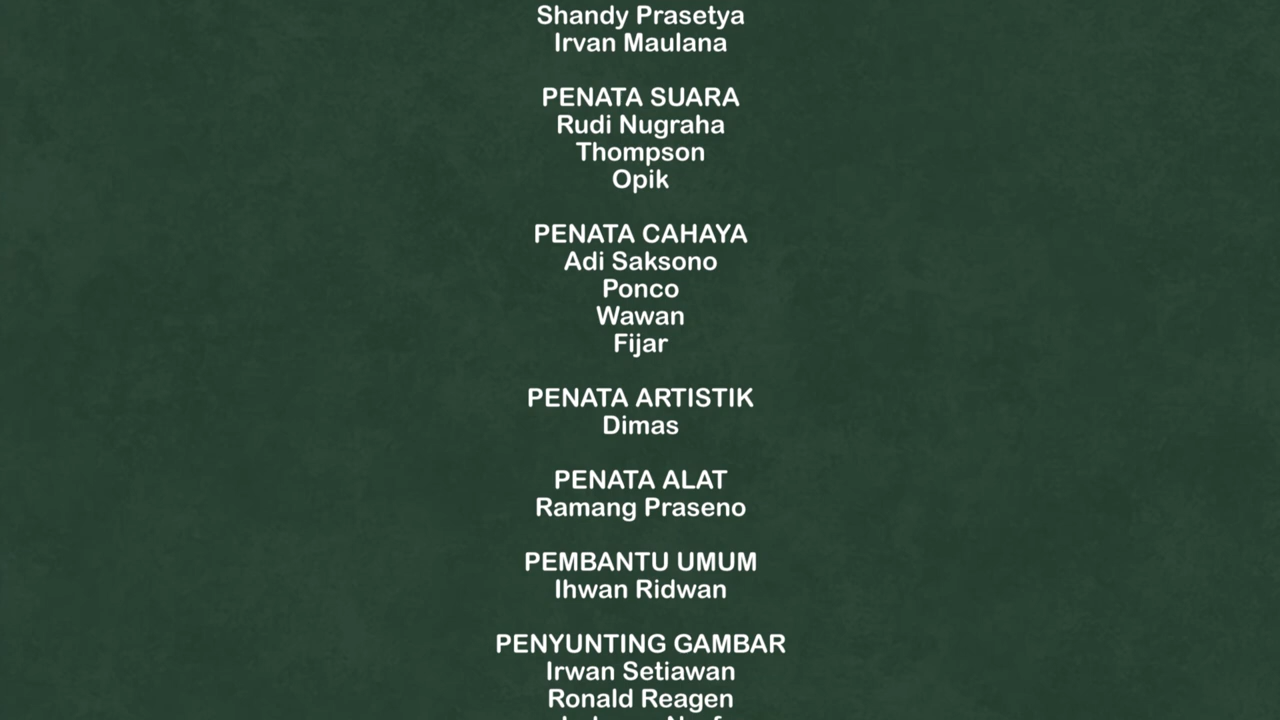 Shandy Prasetya
Irvan Maulana
PENATA SUARA
Rudi Nugraha
Thompson
Opik
PENATA CAHAYA
Adi Saksono
Ponco
Wawan
Fijar
PENATA ARTISTIK
Dimas
PENATA ALAT
Ramang Praseno
PEMBANTU UMUM
Ihwan Ridwan
PENYUNTING GAMBAR
Irwan Setiawan
Ronald Reagen